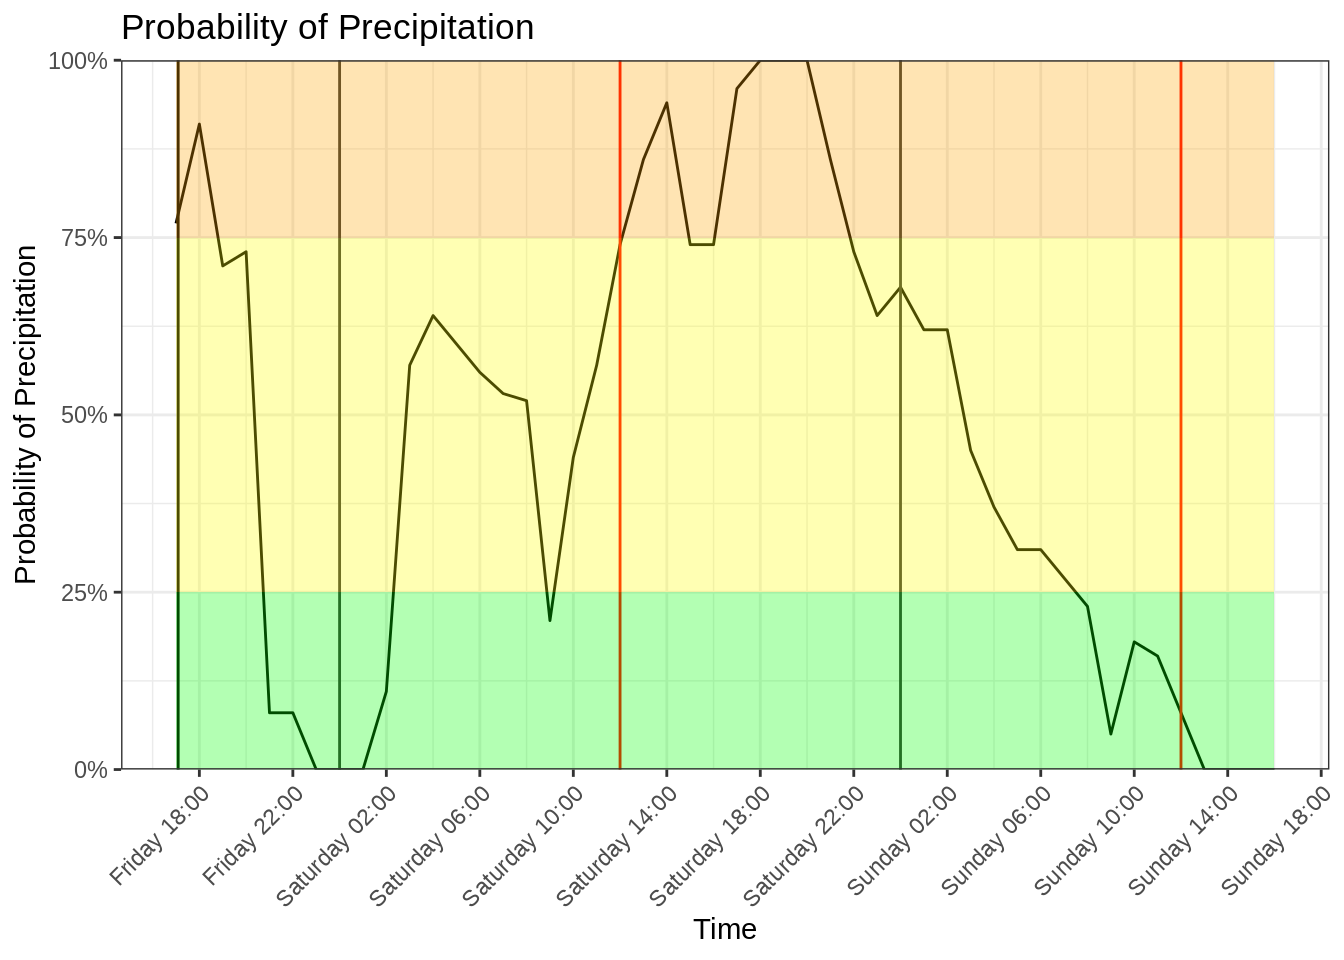 Probability of Precipitation
Probability of Precipitation
100%
75%
50%
25%
0%
Friday 18:00
Friday 22:00
Saturday 02:00
Saturday 06:00
Saturday 10:00
Saturday 14:00
Saturday 18:00
Saturday 22:00
Sunday 02:00
Sunday 06:00
Sunday 10:00
Sunday 14:00
Sunday 18:00
Time